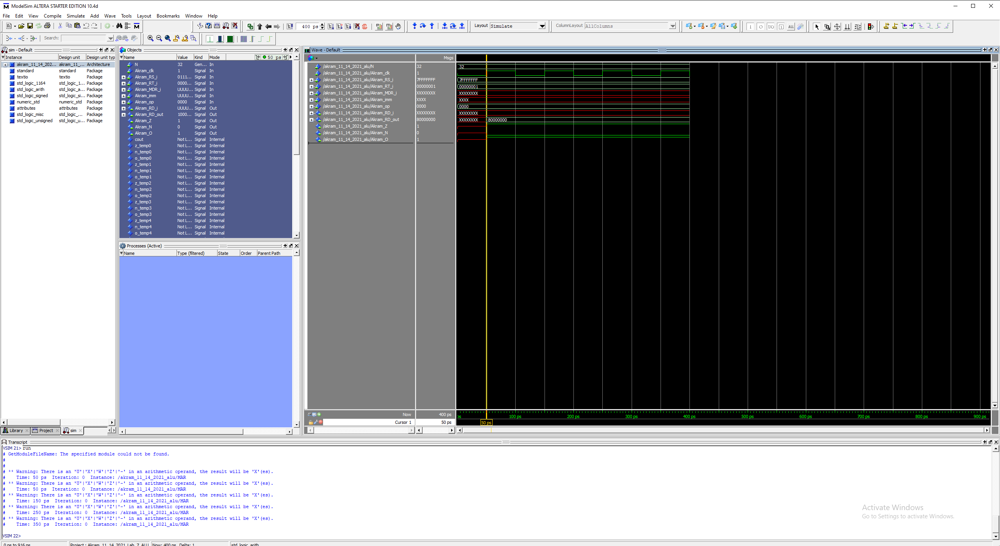 ModelSim ALTERA STARTER EDITION 10.4d
File Edit View Compile Simulate Add Wave Tools Layout Bookmarks Window Help
400 ps
Layout Simulate
ColumnLayout AllColumns
Search:
sim - Default
Instance Design unit Design unit typ
akram_11_14_202... akram_11_... Architecture
standard standard Package
textio textio Package
std_logic_1164 std_logic_1... Package
std_logic_arith std_logic_a... Package
std_logic_signed std_logic_si... Package
numeric_std numeric_std Package
attributes attributes Package
std_logic_misc std_logic_... Package
std_logic_unsigned std_logic_u... Package
Library Project sim
Objects
Name Value Kind Mode 50 ps
N 32 Gen... In
Akram_clk 1 Signal In
Akram_RS_i 0111... Signal In
Akram_RT_i 0000... Signal In
Akram_MDR_i UUUU... Signal In
Akram_imm UUUU... Signal In
Akram_op 0000 Signal In
Akram_RD_i UUUU... Signal Out
Akram_RD_out 1000... Signal Out
Akram_Z 1 Signal Out
Akram_N 0 Signal Out
Akram_O 1 Signal Out
cout Not L... Signal Internal
z_temp0 Not L... Signal Internal
n_temp0 Not L... Signal Internal
o_temp0 Not L... Signal Internal
z_temp1 Not L... Signal Internal
n_temp1 Not L... Signal Internal
o_temp1 Not L... Signal Internal
z_temp2 Not L... Signal Internal
n_temp2 Not L... Signal Internal
o_temp2 Not L... Signal Internal
z_temp3 Not L... Signal Internal
n_temp3 Not L... Signal Internal
o_temp3 Not L... Signal Internal
z_temp4 Not L... Signal Internal
n_temp4 Not L... Signal Internal
o_temp4 Not L... Signal Internal
Processes (Active)
Name Type (filtered) State Order Parent Path
Wave - Default
Msgs
/akram_11_14_2021_alu/N 32 32
/akram_11_14_2021_alu/Akram_clk 1
/akram_11_14_2021_alu/Akram_RS_i 7FFFFFFF 7FFFFFFF
/akram_11_14_2021_alu/Akram_RT_i 00000001 00000001
/akram_11_14_2021_alu/Akram_MDR_i XXXXXXXX XXXXXXXX
/akram_11_14_2021_alu/Akram_imm XXXX XXXX
/akram_11_14_2021_alu/Akram_op 0000 0000
/akram_11_14_2021_alu/Akram_RD_i XXXXXXXX XXXXXXXX
/akram_11_14_2021_alu/Akram_RD_out 80000000 XXXXXXXX 80000000
/akram_11_14_2021_alu/Akram_Z 1
/akram_11_14_2021_alu/Akram_N 0
/akram_11_14_2021_alu/Akram_O 1
Now 400 ps ps 100 ps 200 ps 300 ps 400 ps 500 ps 600 ps 700 ps 800 ps 900 ps
Cursor 1 50 ps 50 ps
Transcript
VSIM 21> run
# GetModuleFileName: The specified module could not be found.
#
#
# ** Warning: There is an 'U'|'X'|'W'|'Z'|'-' in an arithmetic operand, the result will be 'X'(es).
# Time: 50 ps Iteration: 0 Instance: /akram_11_14_2021_alu/MAR
# ** Warning: There is an 'U'|'X'|'W'|'Z'|'-' in an arithmetic operand, the result will be 'X'(es).
# Time: 50 ps Iteration: 0 Instance: /akram_11_14_2021_alu/MAR
# ** Warning: There is an 'U'|'X'|'W'|'Z'|'-' in an arithmetic operand, the result will be 'X'(es).
# Time: 150 ps Iteration: 0 Instance: /akram_11_14_2021_alu/MAR
# ** Warning: There is an 'U'|'X'|'W'|'Z'|'-' in an arithmetic operand, the result will be 'X'(es).
# Time: 250 ps Iteration: 0 Instance: /akram_11_14_2021_alu/MAR
# ** Warning: There is an 'U'|'X'|'W'|'Z'|'-' in an arithmetic operand, the result will be 'X'(es).
# Time: 350 ps Iteration: 0 Instance: /akram_11_14_2021_alu/MAR
VSIM 22>
Activate Windows
Go to Settings to activate Windows.
0 ps to 916 ps Project : Akram_11_14_2021_Lab_7_ALU Now: 400 ps Delta: 1 std_logic_arith